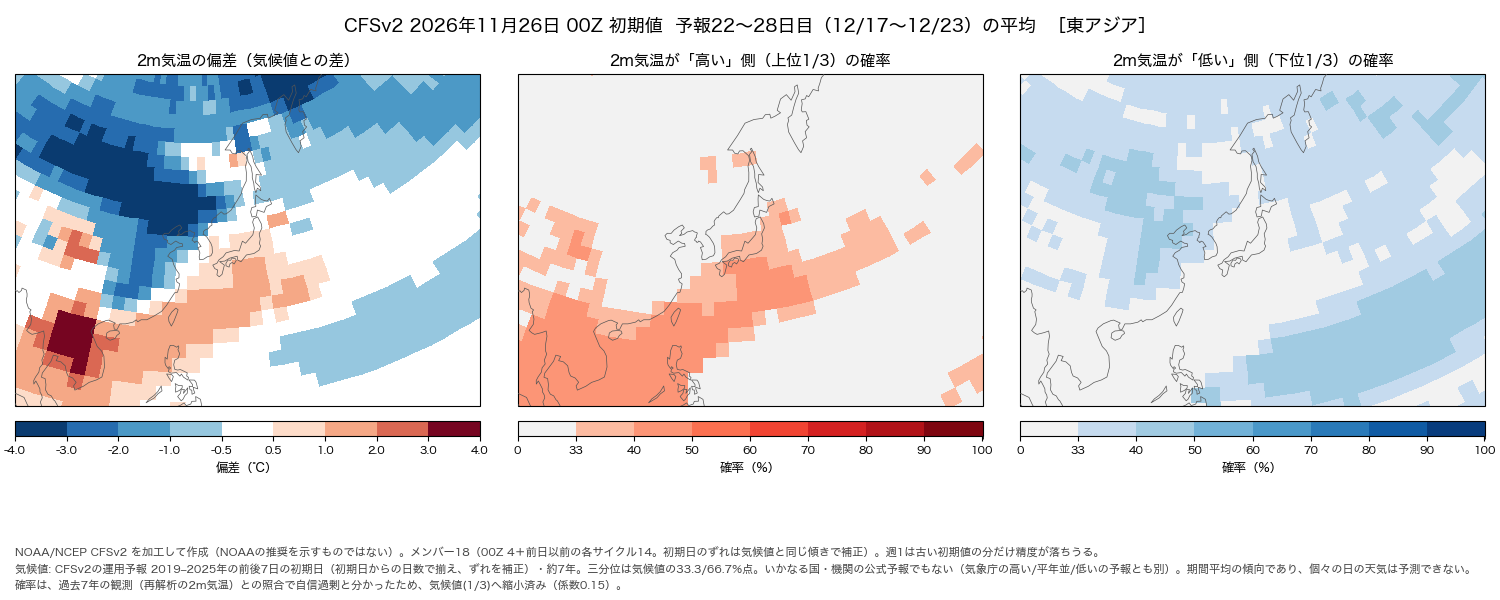 CFSv2 2026年11月26日 00Z 初期値 予報22～28日目（12/17～12/23）の平均 ［東アジア］
2m気温の偏差（気候値との差）
2m気温が「高い」側（上位1/3）の確率
2m気温が「低い」側（下位1/3）の確率
-4.0 -3.0 -2.0 -1.0 -0.5 0.5 1.0 2.0 3.0 4.0
偏差（℃）
0 33 40 50 60 70 80 90 100
確率（%）
0 33 40 50 60 70 80 90 100
確率（%）
NOAA/NCEP CFSv2 を加工して作成（NOAAの推奨を示すものではない）。メンバー18（00Z 4＋前日以前の各サイクル14。初期日のずれは気候値と同じ傾きで補正）。週1は古い初期値の分だけ精度が落ちうる。
気候値: CFSv2の運用予報 2019–2025年の前後7日の初期日（初期日からの日数で揃え、ずれを補正）・約7年。三分位は気候値の33.3/66.7%点。いかなる国・機関の公式予報でもない（気象庁の高い/平年並/低いの予報とも別）。期間平均の傾向であり、個々の日の天気は予測できない。
確率は、過去7年の観測（再解析の2m気温）との照合で自信過剰と分かったため、気候値(1/3)へ縮小済み（係数0.15）。